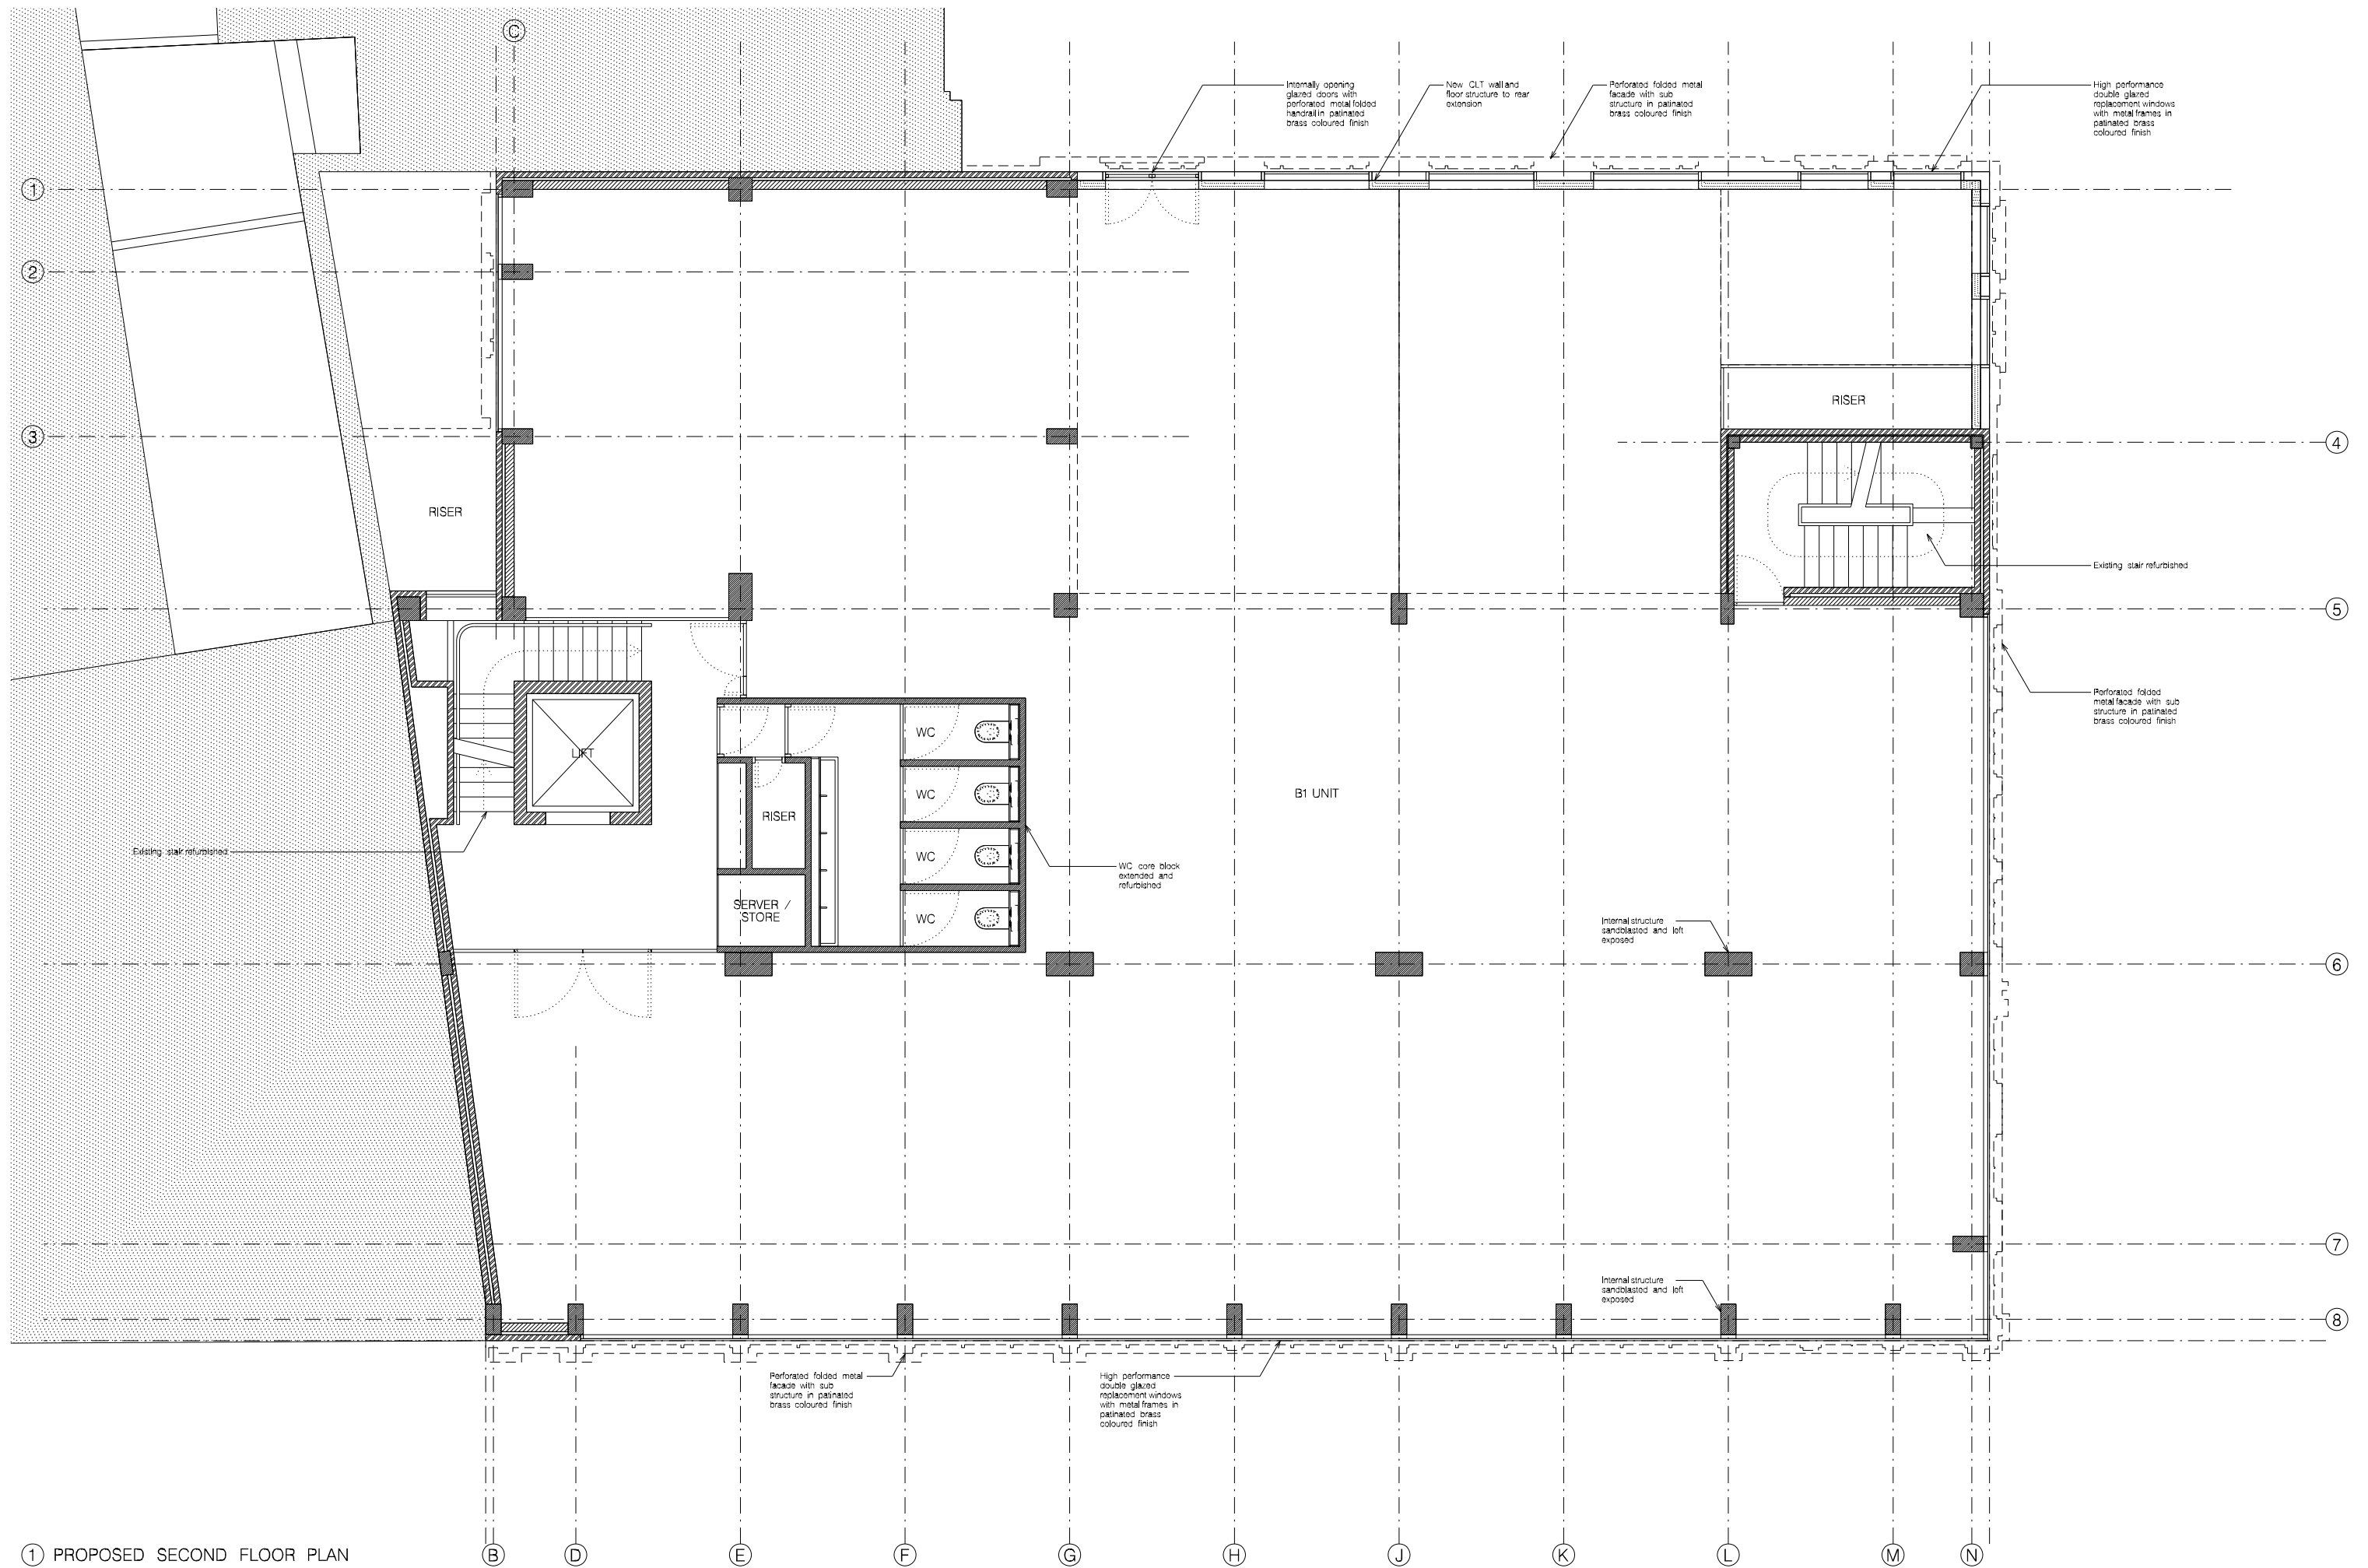 C
Internally opening
glazed doors with
perforated metal folded
handrail in patinated
brass coloured finish
New CLT wall and
floor structure to rear
extension
Perforated folded metal
facade with sub
structure in patinated
brass coloured finish
High performance
double glazed
replacement windows
with metal frames in
patinated brass
coloured finish
1
2
3
RISER
4
RISER
Existing stair refurbished
5
Perforated folded
metal facade with sub
structure in patinated
brass coloured finish
WC
LIFT
WC
B1 UNIT
RISER
Existing stair refurbished
WC
WC core block
extended and
refurbished
SERVER /
STORE
WC
Internal structure
sandblasted and left
exposed
6
7
Internal structure
sandblasted and left
exposed
8
Perforated folded metal
facade with sub
structure in patinated
brass coloured finish
High performance
double glazed
replacement windows
with metal frames in
patinated brass
coloured finish
1 PROPOSED SECOND FLOOR PLAN
B D E F G H J K L M N